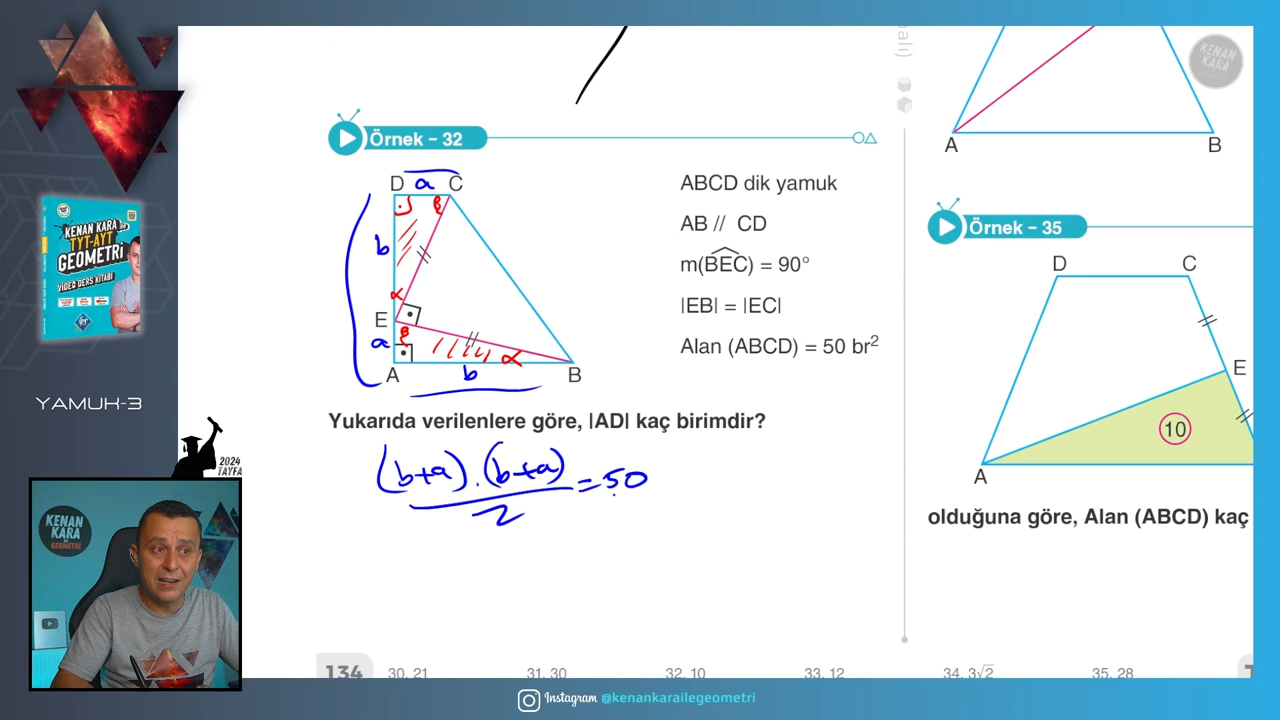 Örnek – 32
D a C
b
E
a
A b B
α
β
β
α
ABCD dik yamuk
AB // CD
m(BEC) = 90°
|EB| = |EC|
Alan (ABCD) = 50 br²
Yukarıda verilenlere göre, |AD| kaç birimdir?
(b+a).(b+a) = 50
2
134
30. 21 31. 30 32. 10 33. 12 34. 3√2 35. 28
A B
Örnek – 35
D C
E
10
A
olduğuna göre, Alan (ABCD) kaç
KENAN KARA
KENAN KARA
TYT-AYT
GEOMETRİ
VİDEO DERS KİTABI
YAMUK-3
2024
TAYFA
KENAN
KARA
GEOMETRİ
Instagram @kenankarailegeometri